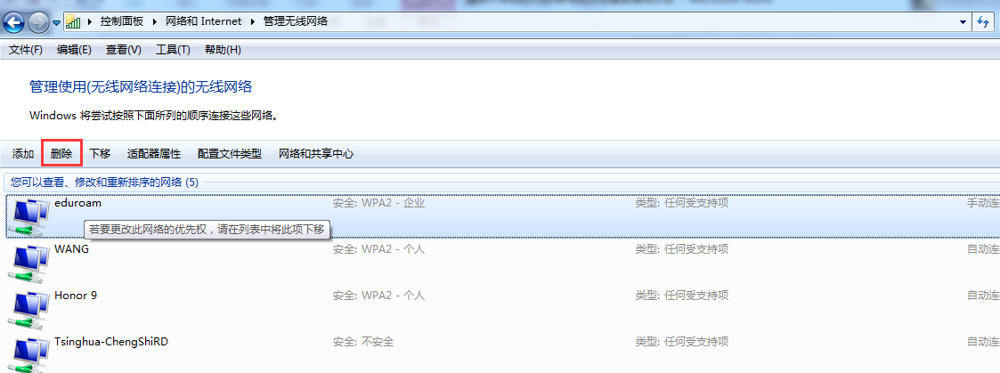 控制面板 网络和 Internet 管理无线网络
文件(F) 编辑(E) 查看(V) 工具(T) 帮助(H)
管理使用(无线网络连接)的无线网络
Windows 将尝试按照下面所列的顺序连接这些网络。
添加 删除 下移 适配器属性 配置文件类型 网络和共享中心
您可以查看、修改和重新排序的网络 (5)
eduroam 安全: WPA2 - 企业 类型: 任何受支持项 手动连
若要更改此网络的优先权，请在列表中将此项下移
WANG 安全: WPA2 - 个人 类型: 任何受支持项 自动连
Honor 9 安全: WPA2 - 个人 类型: 任何受支持项 自动连
Tsinghua-ChengShiRD 安全: 不安全 类型: 任何受支持项 自动连